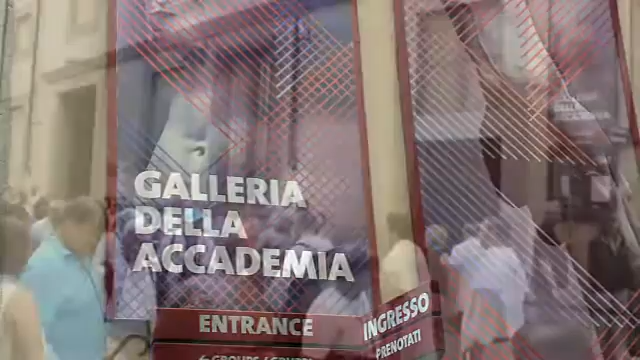 GALLERIA
DELLA
ACCADEMIA
ENTRANCE
INGRESSO
PRENOTATI